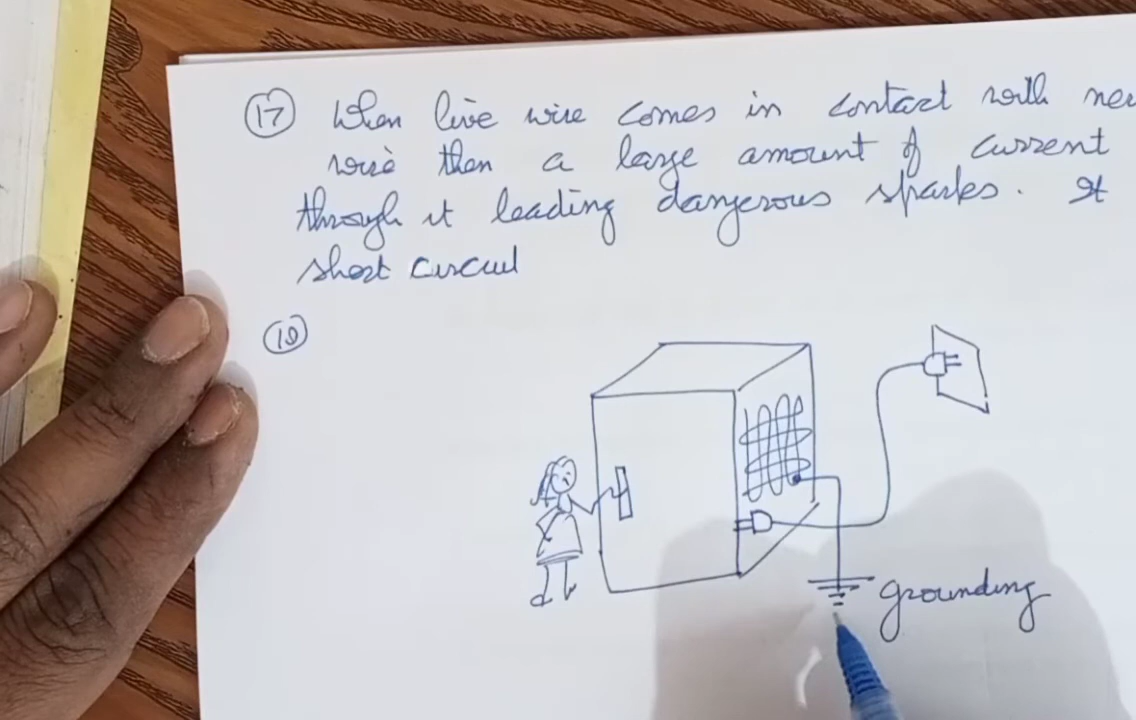 (17) When live wire comes in contact with neu
wire then a large amount of current
through it leading dangerous sparks. It
short circuit
(18)
grounding